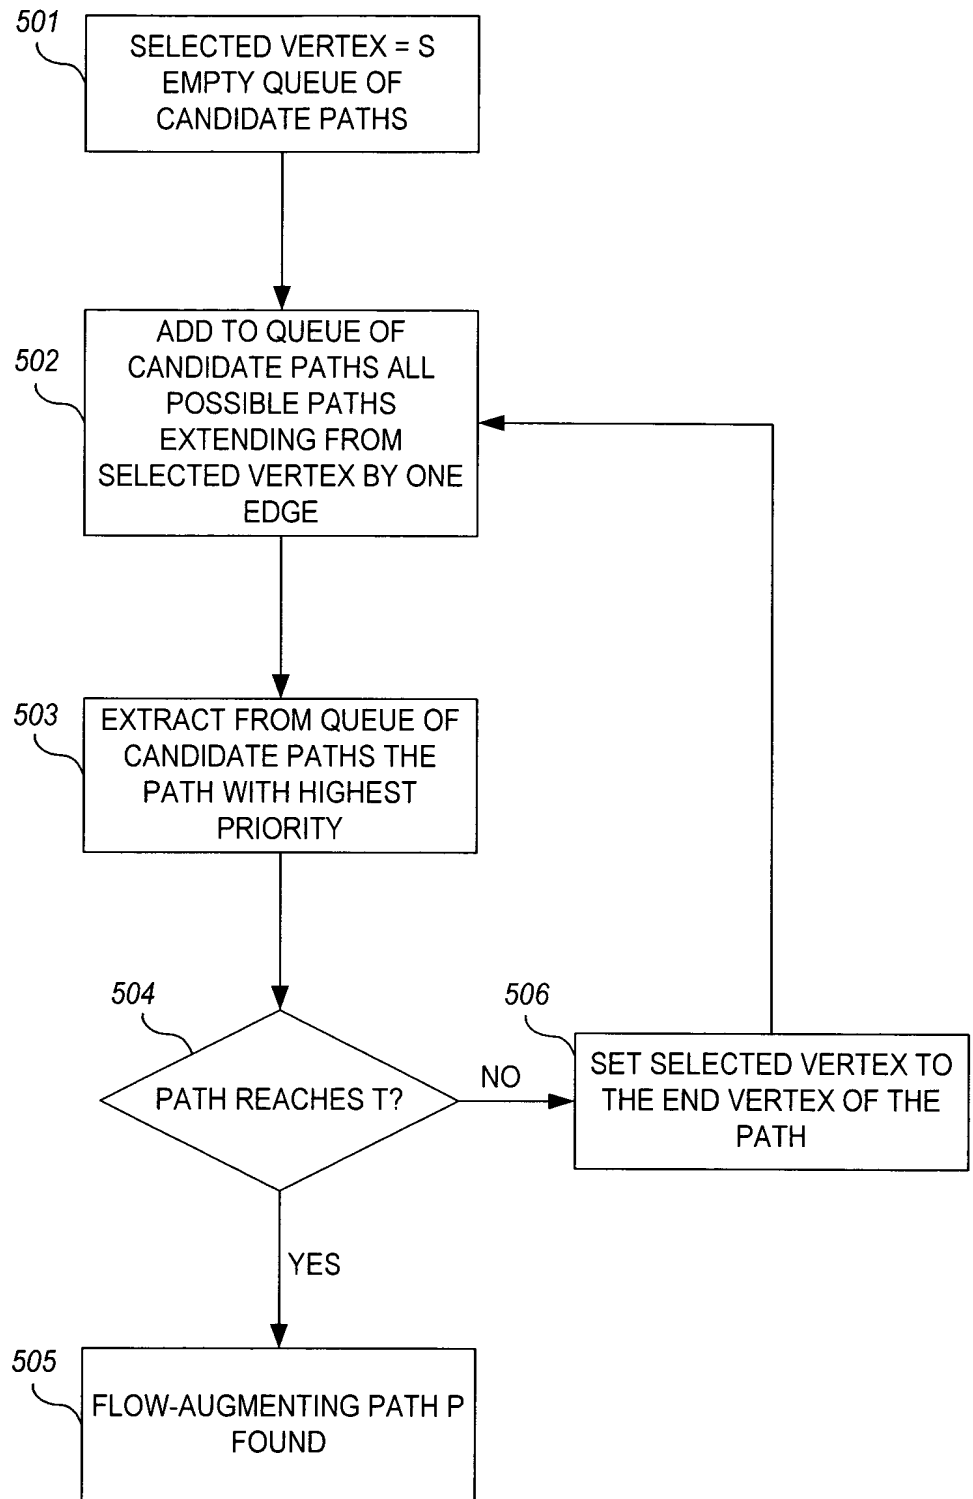 501
SELECTED VERTEX = S
EMPTY QUEUE OF
CANDIDATE PATHS
502
ADD TO QUEUE OF
CANDIDATE PATHS ALL
POSSIBLE PATHS
EXTENDING FROM
SELECTED VERTEX BY ONE
EDGE
503
EXTRACT FROM QUEUE OF
CANDIDATE PATHS THE
PATH WITH HIGHEST
PRIORITY
504
PATH REACHES T?
NO
506
SET SELECTED VERTEX TO
THE END VERTEX OF THE
PATH
YES
505
FLOW-AUGMENTING PATH P
FOUND